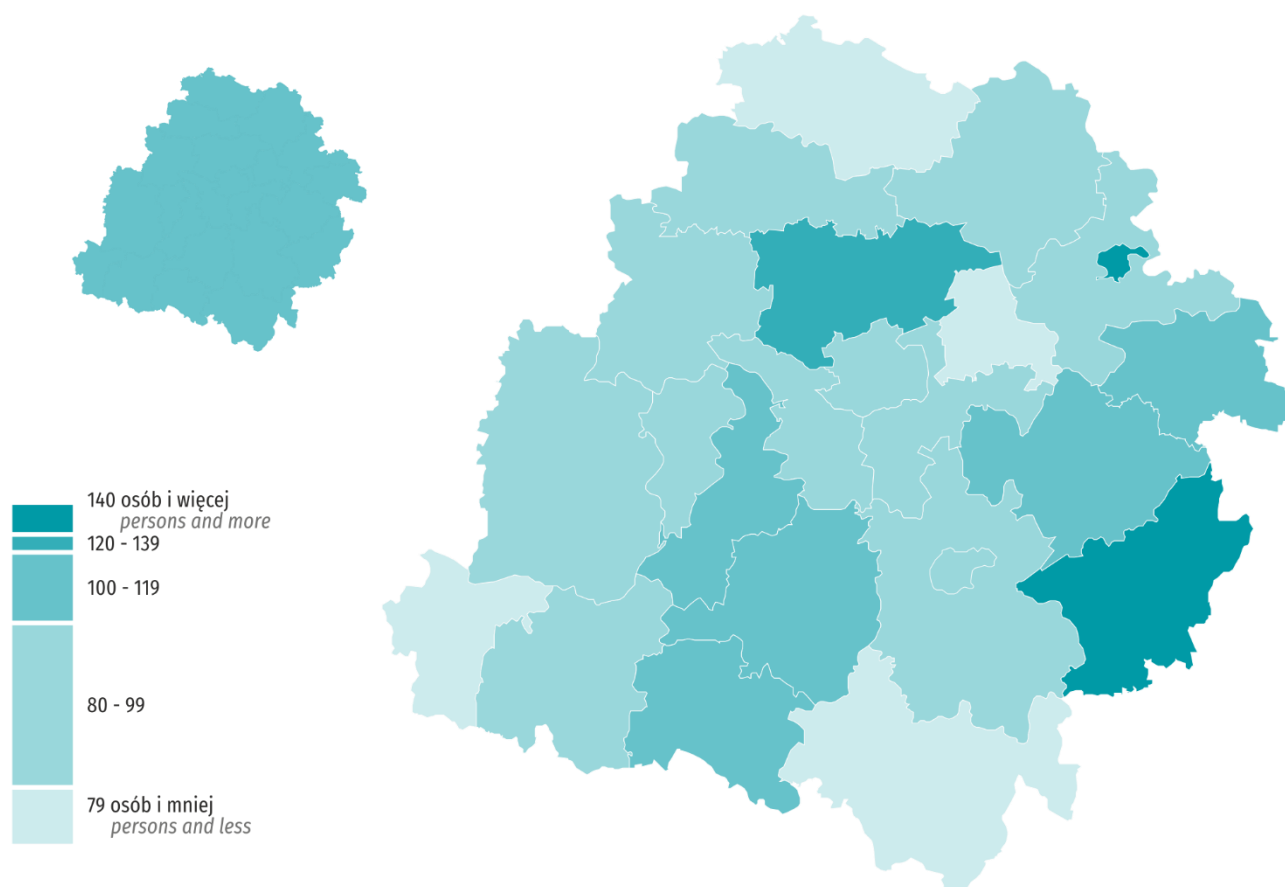 140 osób i więcej
persons and more
120 - 139
100 - 119
80 - 99
79 osób i mniej
persons and less